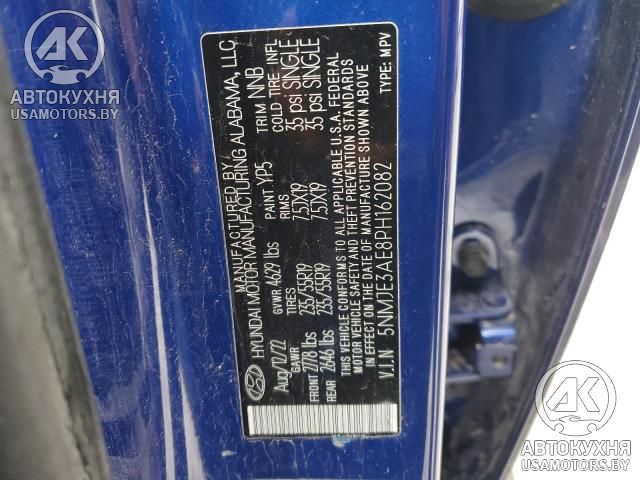 AK
АВТОКУХНЯ
USAMOTORS.BY
MANUFACTURED BY
HYUNDAI MOTOR MANUFACTURING ALABAMA, LLC
Aug/12/22 GVWR 4629 lbs PAINT YP5 TRIM NNB
GAWR TIRES RIMS COLD TIRE INFL
FRONT 2778 lbs 235/55R19 7.5JX19 35 psi SINGLE
REAR 2646 lbs 235/55R19 7.5JX19 35 psi SINGLE
THIS VEHICLE CONFORMS TO ALL APPLICABLE U.S.A. FEDERAL
MOTOR VEHICLE SAFETY AND THEFT PREVENTION STANDARDS IN
EFFECT ON THE DATE OF MANUFACTURE SHOWN ABOVE.
V.I.N 5NMJE3AE8PH162082 TYPE: MPV
AK
АВТОКУХНЯ
USAMOTORS.BY